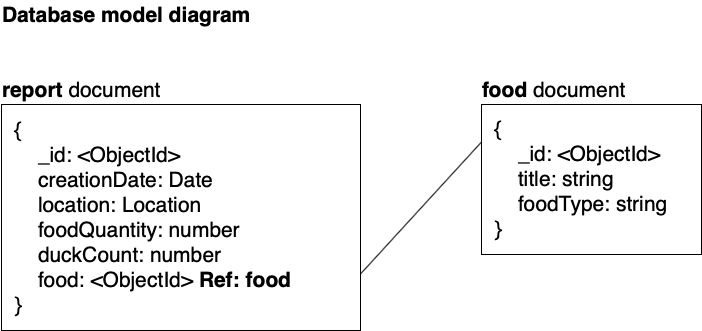 Database model diagram
report document
{
_id: <ObjectId>
creationDate: Date
location: Location
foodQuantity: number
duckCount: number
food: <ObjectId> Ref: food
}
food document
{
_id: <ObjectId>
title: string
foodType: string
}